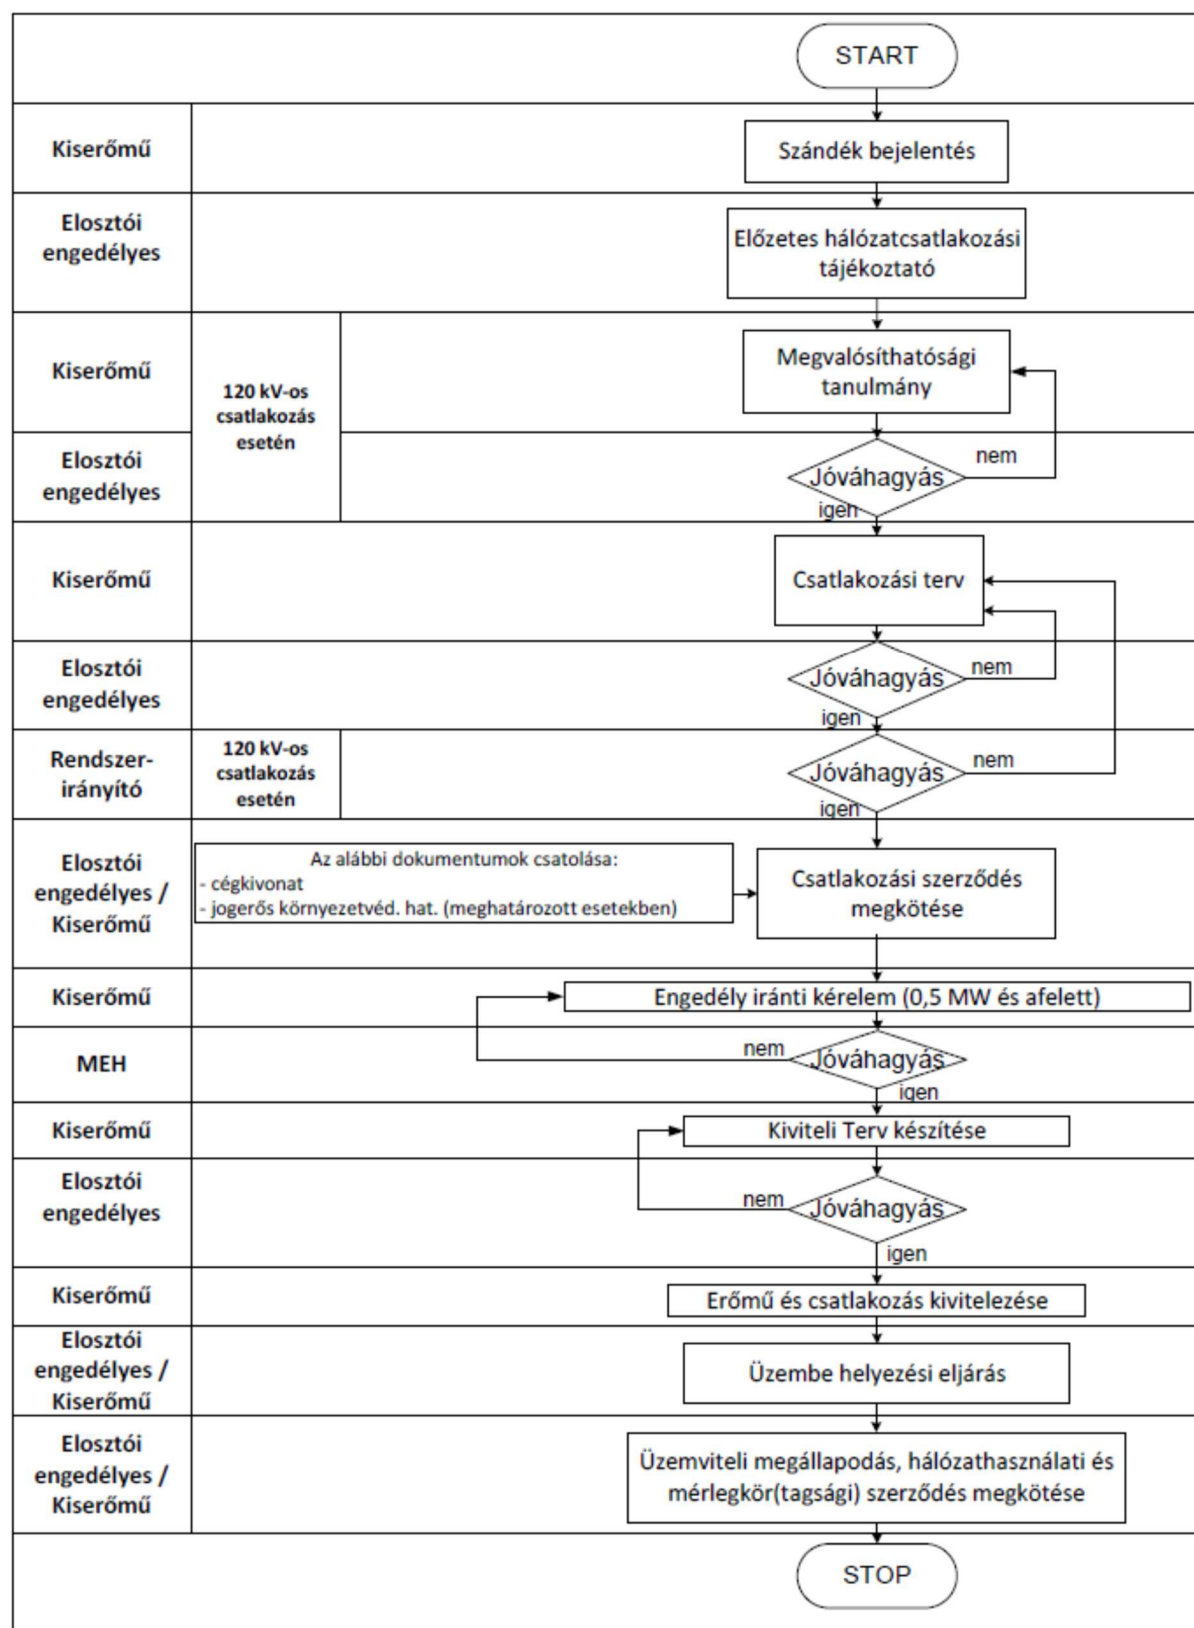 START
Kiserőmű
Szándék bejelentés
Elosztói
engedélyes
Előzetes hálózatcsatlakozási
tájékoztató
Kiserőmű
120 kV-os
csatlakozás
esetén
Megvalósíthatósági
tanulmány
Elosztói
engedélyes
Jóváhagyás
nem
igen
Kiserőmű
Csatlakozási terv
Elosztói
engedélyes
Jóváhagyás
nem
igen
Rendszer-
irányító
120 kV-os
csatlakozás
esetén
Jóváhagyás
nem
igen
Elosztói
engedélyes /
Kiserőmű
Az alábbi dokumentumok csatolása:
- cégkivonat
- jogerős környezetvéd. hat. (meghatározott esetekben)
Csatlakozási szerződés
megkötése
Kiserőmű
Engedély iránti kérelem (0,5 MW és afelett)
MEH
nem
Jóváhagyás
igen
Kiserőmű
Kiviteli Terv készítése
Elosztói
engedélyes
nem
Jóváhagyás
igen
Kiserőmű
Erőmű és csatlakozás kivitelezése
Elosztói
engedélyes /
Kiserőmű
Üzembe helyezési eljárás
Elosztói
engedélyes /
Kiserőmű
Üzemviteli megállapodás, hálózathasználati és
mérlegkör(tagsági) szerződés megkötése
STOP